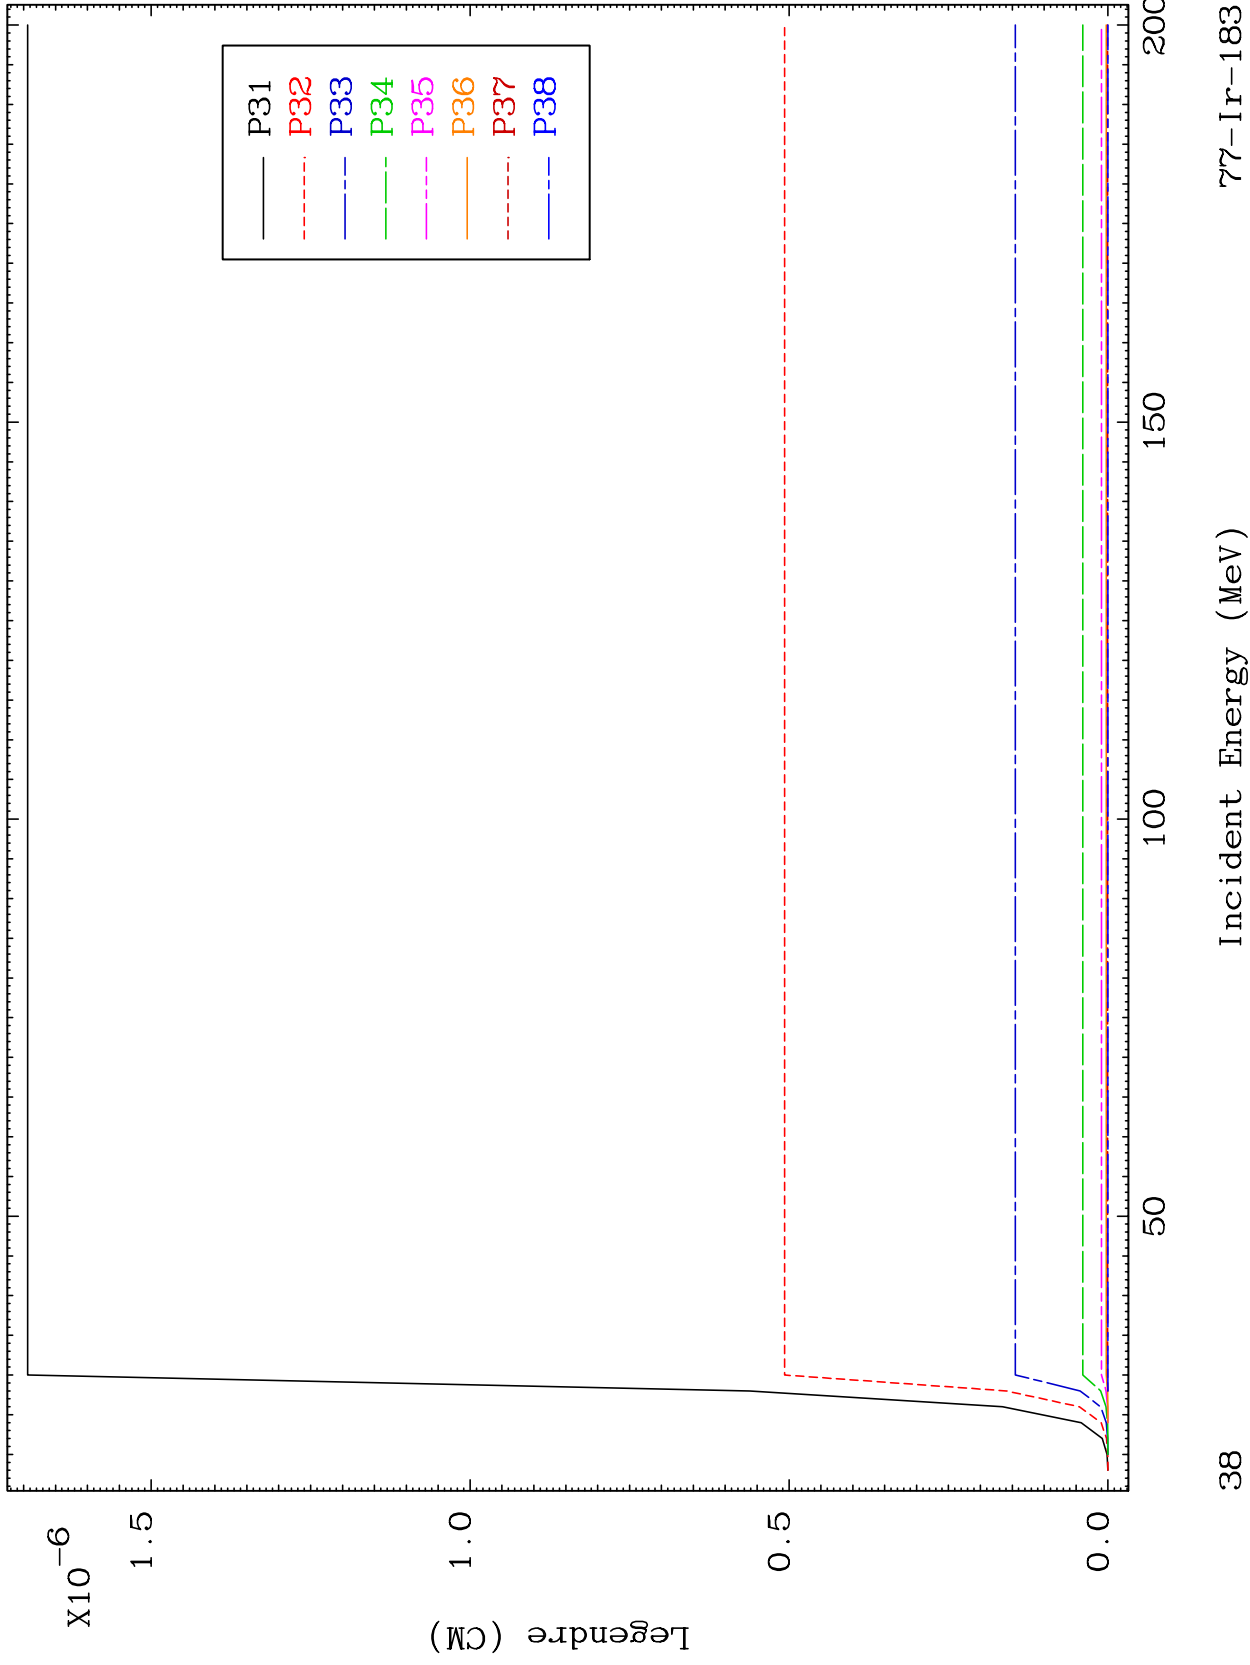 X10-6
1.5
1.0
0.5
0.0
Legendre (CM)
P31
P32
P33
P34
P35
P36
P37
P38
50
100
150
200
Incident Energy (MeV)
38
77-Ir-183